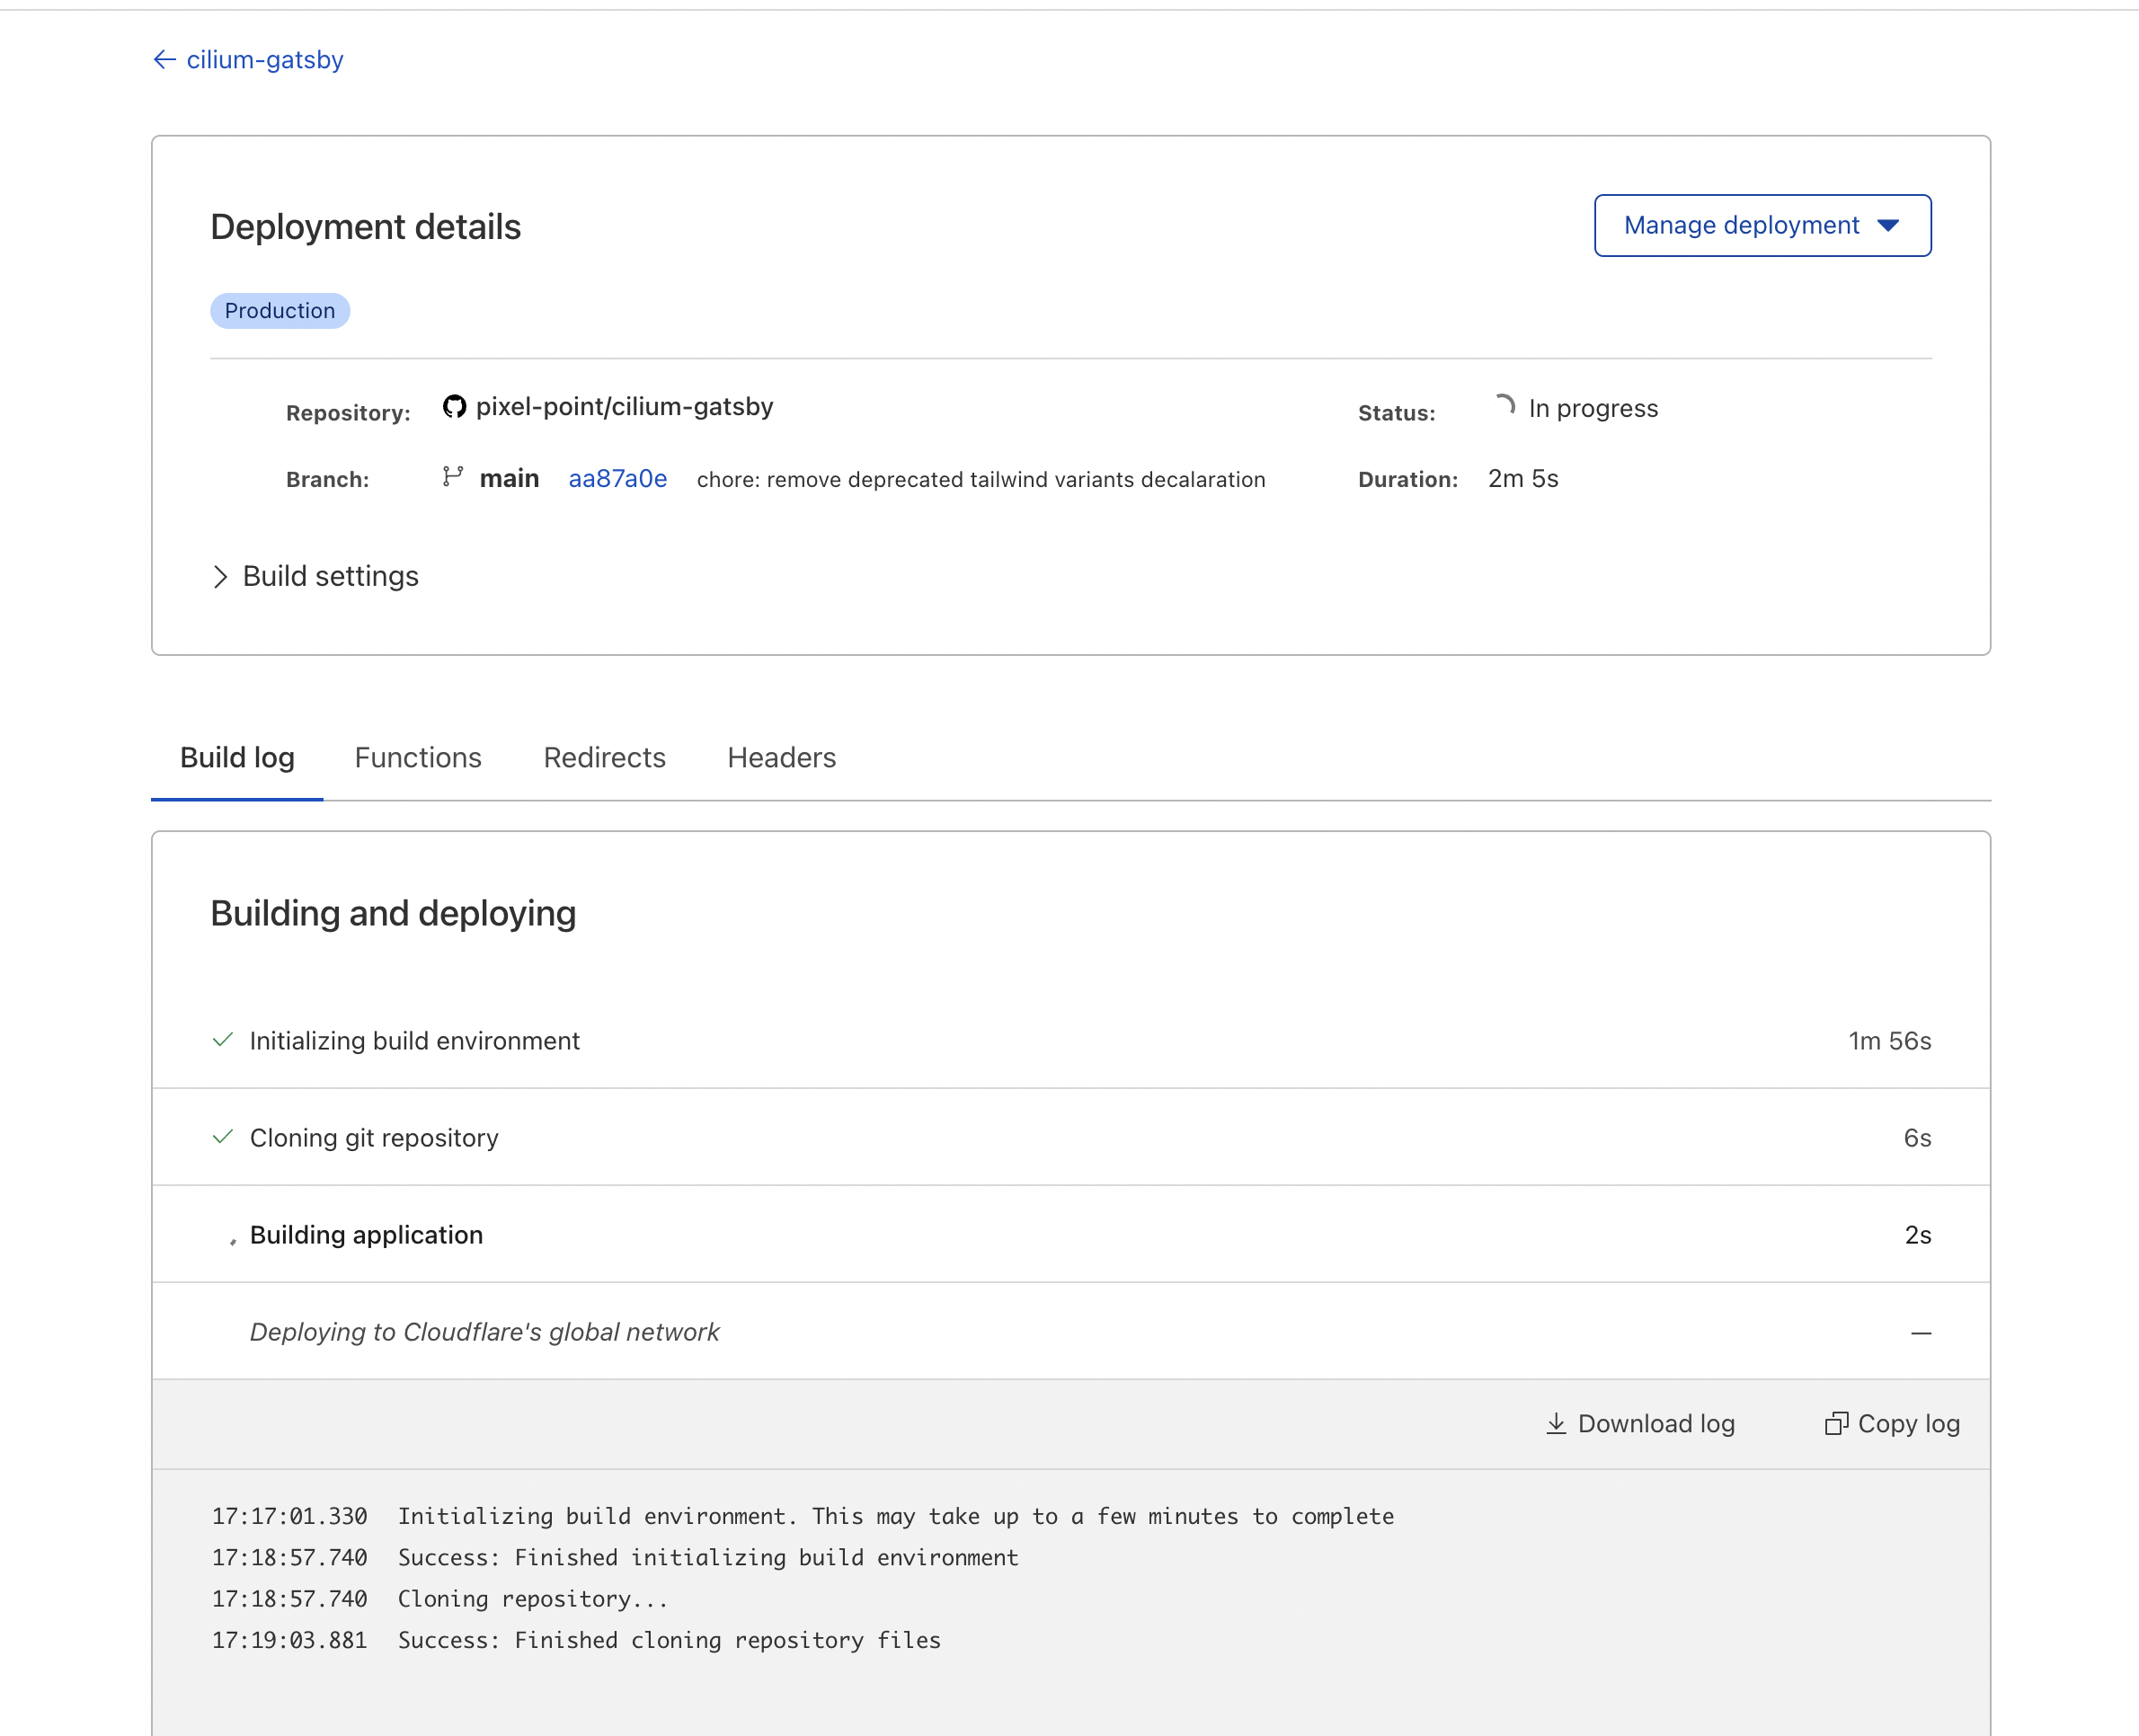 cilium-gatsby
Deployment details
Manage deployment
Production
Repository: pixel-point/cilium-gatsby
Status: In progress
Branch: main aa87a0e chore: remove deprecated tailwind variants decalaration
Duration: 2m 5s
Build settings
Build log Functions Redirects Headers
Building and deploying
Initializing build environment 1m 56s
Cloning git repository 6s
Building application 2s
Deploying to Cloudflare's global network —
Download log Copy log
17:17:01.330 Initializing build environment. This may take up to a few minutes to complete
17:18:57.740 Success: Finished initializing build environment
17:18:57.740 Cloning repository...
17:19:03.881 Success: Finished cloning repository files